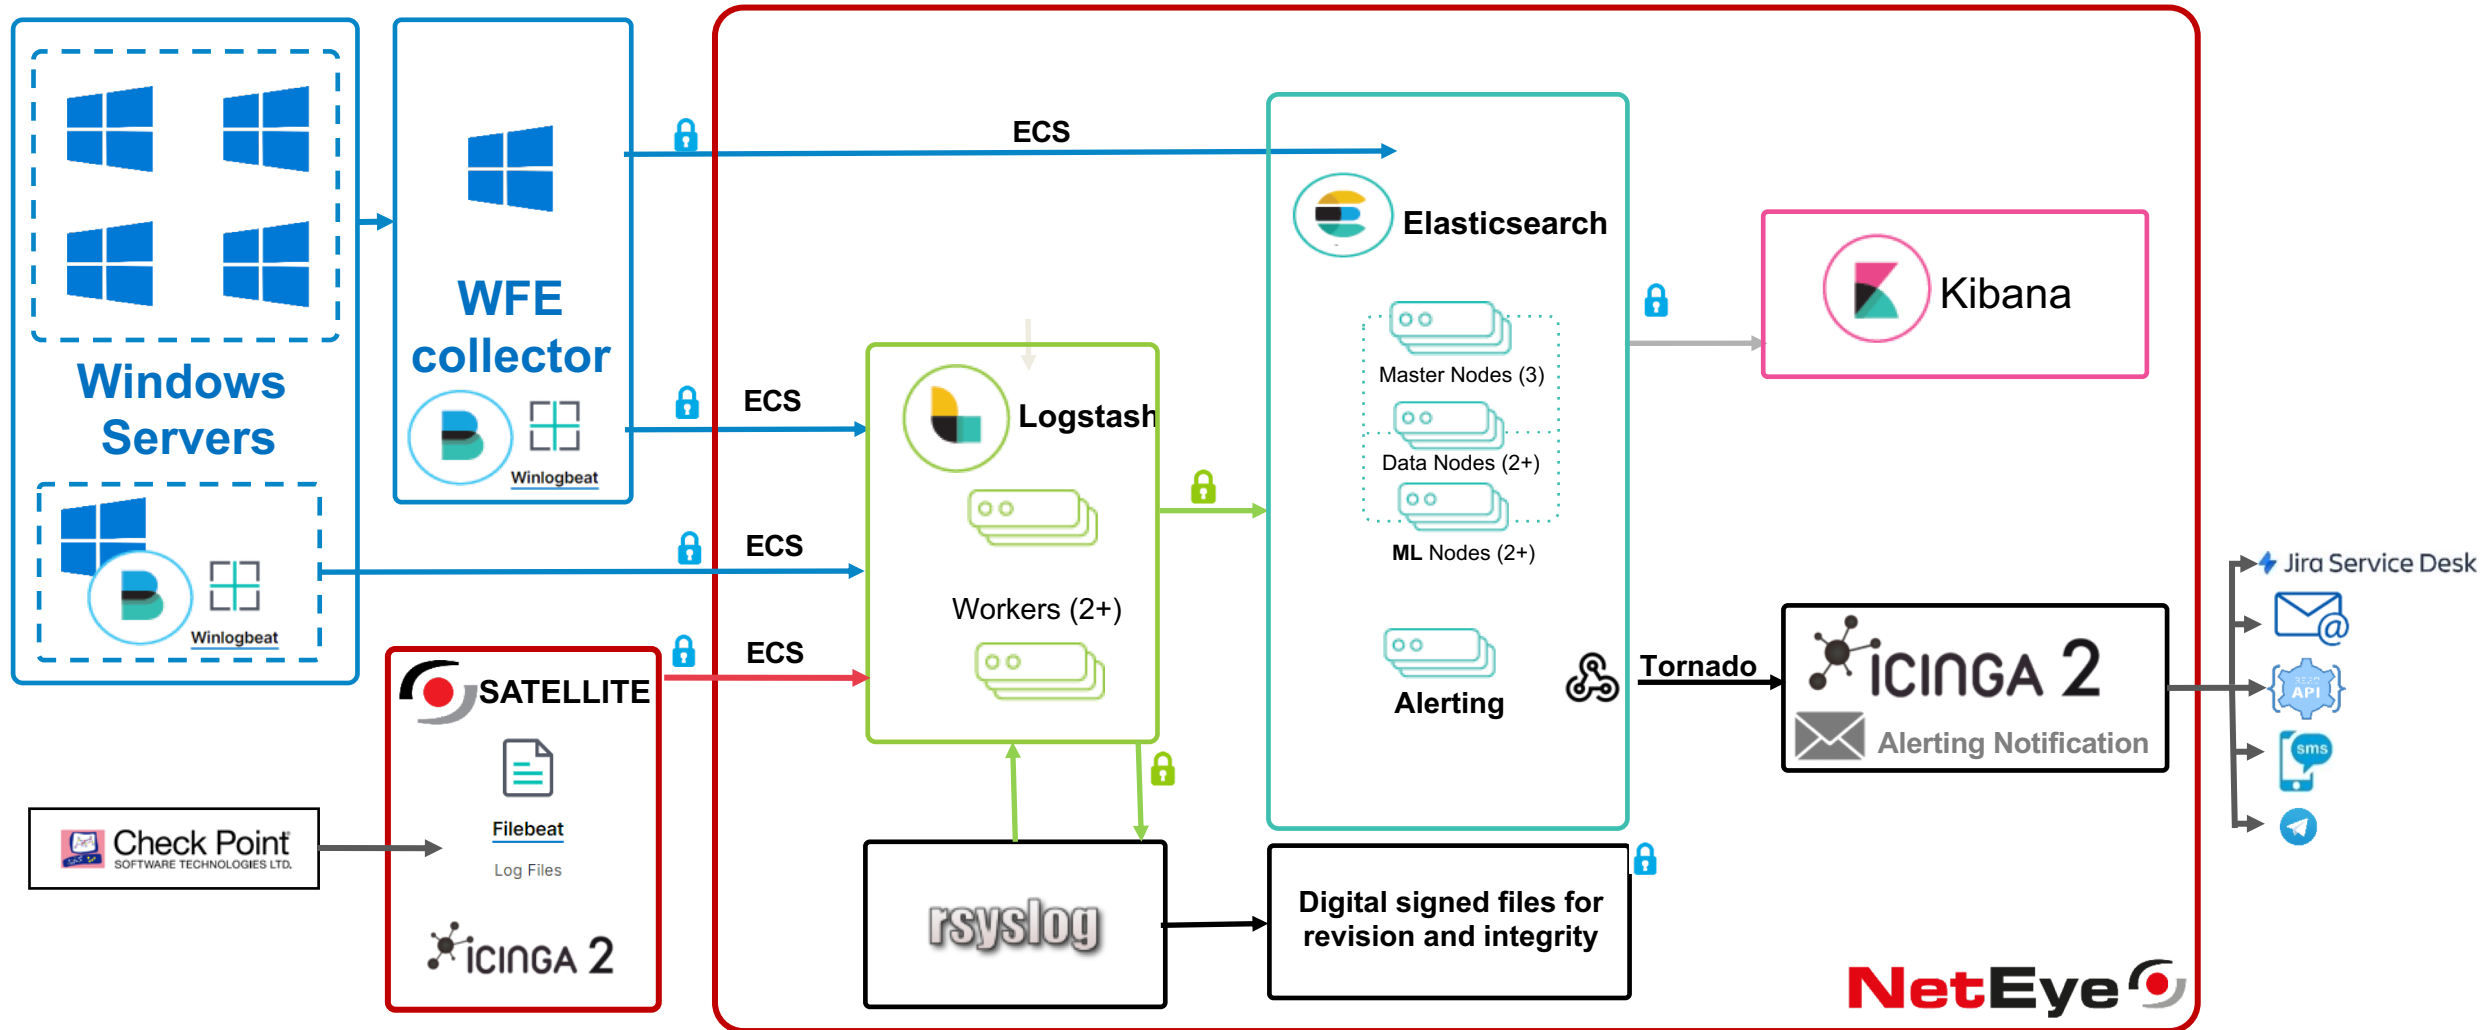 Windows
Servers
Winlogbeat
WFE
collector
Winlogbeat
ECS
ECS
ECS
ECS
SATELLITE
Filebeat
Log Files
icinga 2
Check Point
SOFTWARE TECHNOLOGIES LTD.
Logstash
Workers (2+)
rsyslog
Elasticsearch
Master Nodes (3)
Data Nodes (2+)
ML Nodes (2+)
Alerting
Digital signed files for
revision and integrity
Kibana
Tornado
icinga 2
Alerting Notification
Jira Service Desk
@
REST
API
sms
NetEye